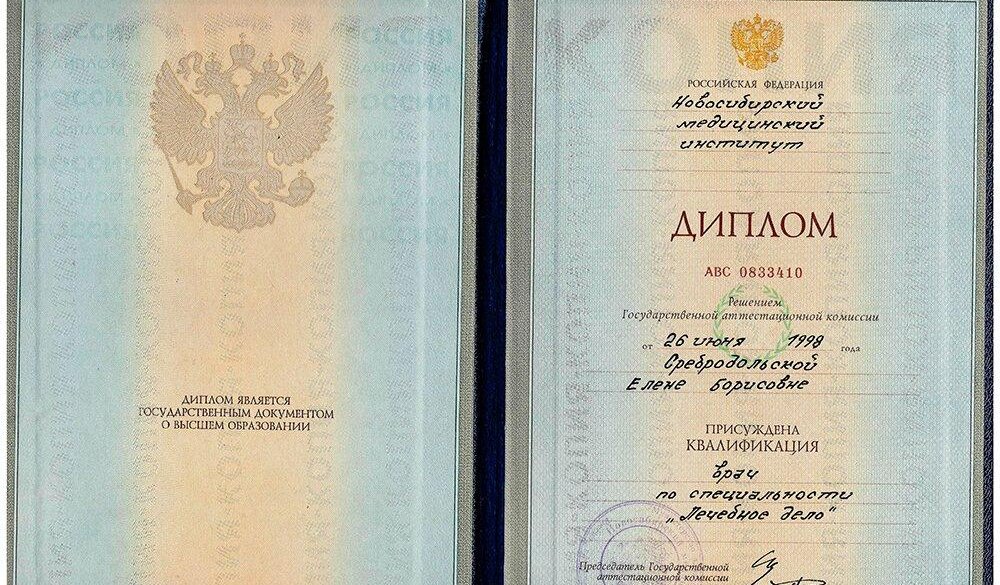 ДИПЛОМ ЯВЛЯЕТСЯ
ГОСУДАРСТВЕННЫМ ДОКУМЕНТОМ
О ВЫСШЕМ ОБРАЗОВАНИИ
РОССИЙСКАЯ ФЕДЕРАЦИЯ
Новосибирский
медицинский
институт
ДИПЛОМ
АВС 0833410
Решением
Государственной аттестационной комиссии
от 26 июня 1998 года
Сребродольской
Елене Борисовне
ПРИСУЖДЕНА
КВАЛИФИКАЦИЯ
врач
по специальности
„Лечебное дело"
Председатель Государственной
аттестационной комиссии